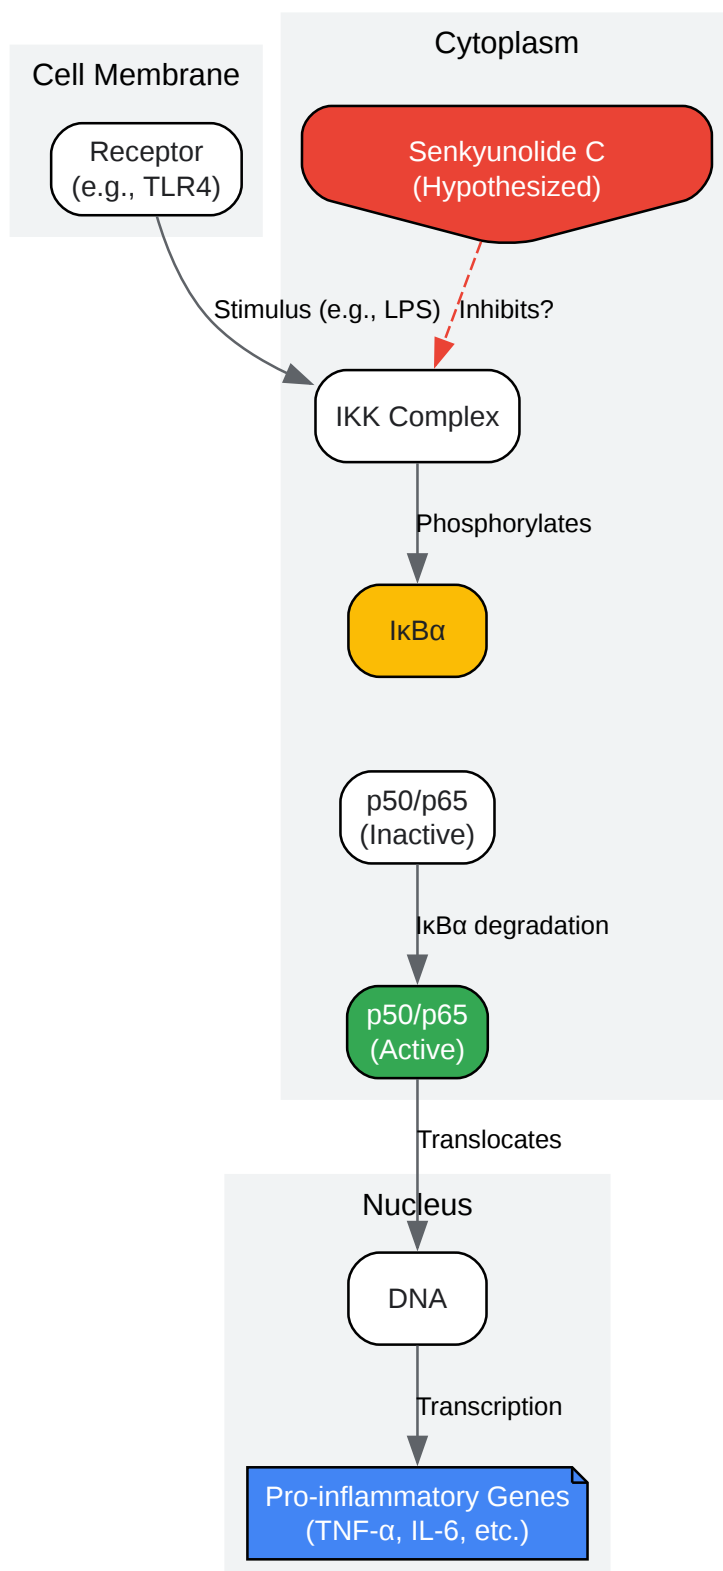 Cytoplasm
Cell Membrane
Receptor
(e.g., TLR4)
Senkyunolide C
(Hypothesized)
Stimulus (e.g., LPS)
Inhibits?
IKK Complex
Phosphorylates
IκBα
p50/p65
(Inactive)
IκBα degradation
p50/p65
(Active)
Translocates
Nucleus
DNA
Transcription
Pro-inflammatory Genes
(TNF-α, IL-6, etc.)